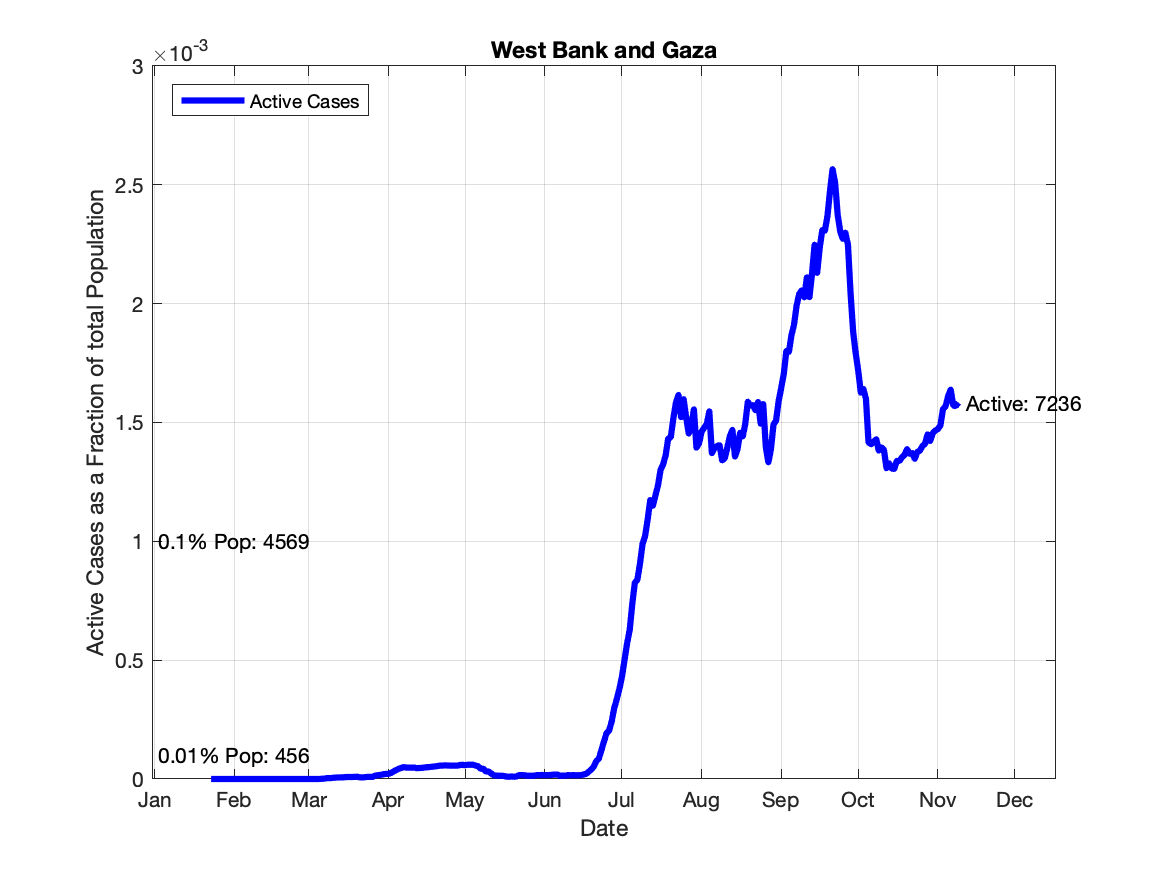 West Bank and Gaza
×10-3
Active Cases
3
2.5
2
1.5
1
0.5
0
Active Cases as a Fraction of total Population
Active: 7236
0.1% Pop: 4569
0.01% Pop: 456
Jan Feb Mar Apr May Jun Jul Aug Sep Oct Nov Dec
Date